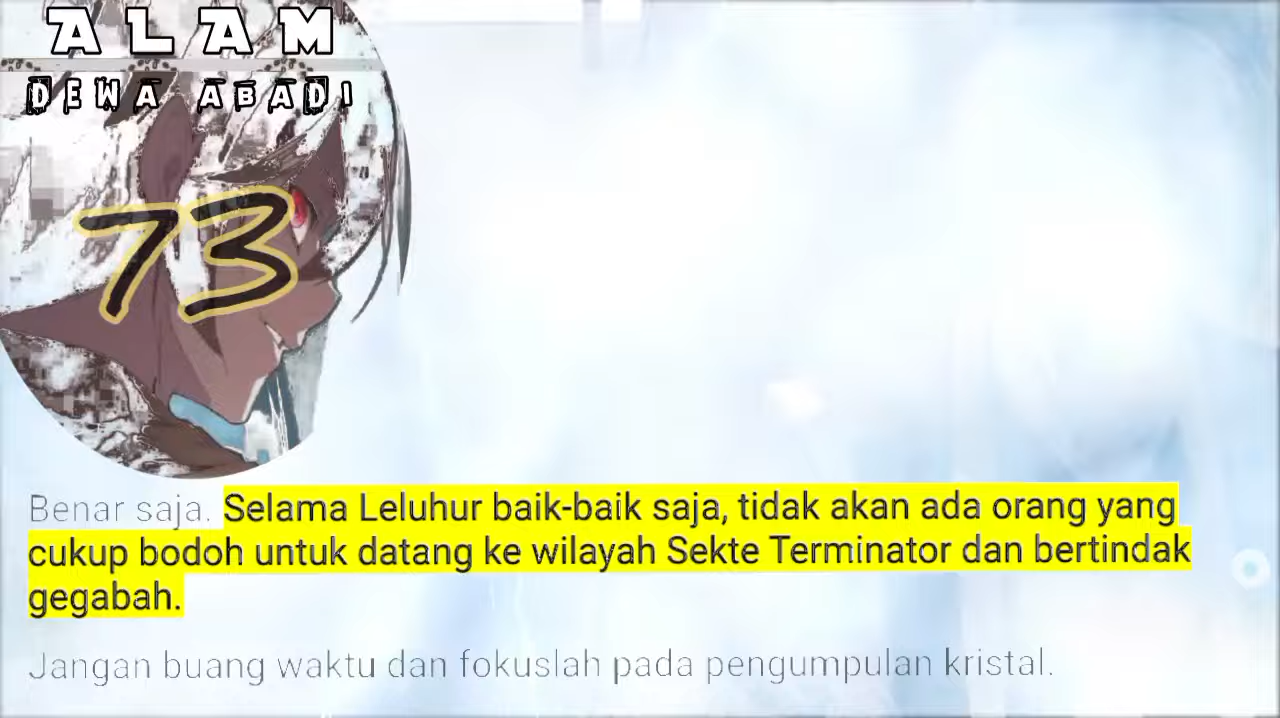 ALAM
DEWA ABADI
73
Benar saja. Selama Leluhur baik-baik saja, tidak akan ada orang yang
cukup bodoh untuk datang ke wilayah Sekte Terminator dan bertindak
gegabah.
Jangan buang waktu dan fokuslah pada pengumpulan kristal.